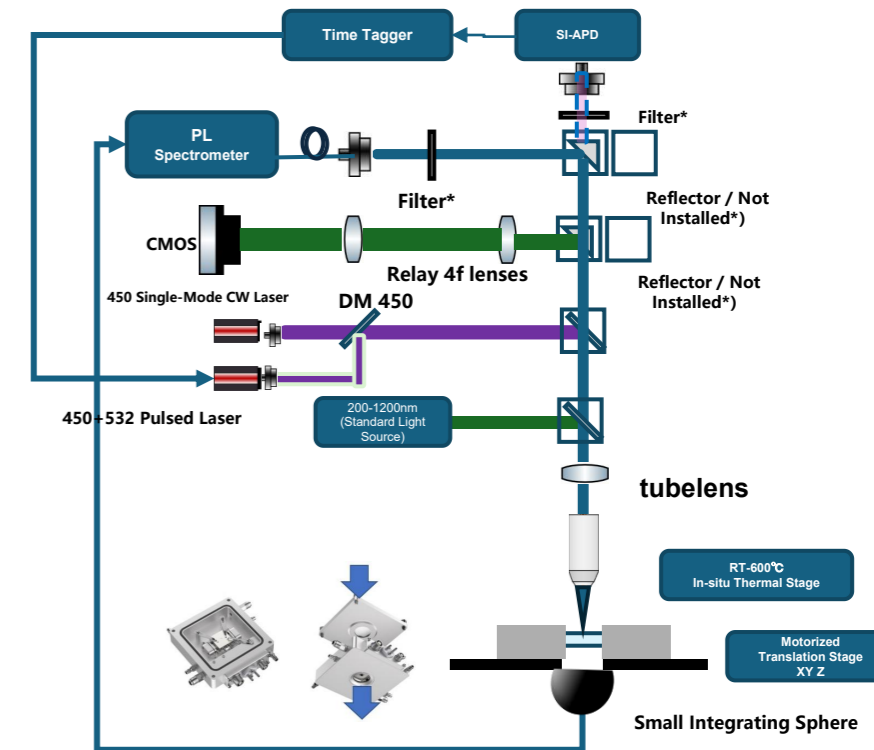 Time Tagger
SI-APD
PL
Spectrometer
Filter*
Filter*
Reflector / Not
Installed*)
CMOS
Relay 4f lenses
Reflector / Not
Installed*)
450 Single-Mode CW Laser
DM 450
450+532 Pulsed Laser
200-1200nm
(Standard Light
Source)
tubelens
RT-600℃
In-situ Thermal Stage
Motorized
Translation Stage
XY Z
Small Integrating Sphere